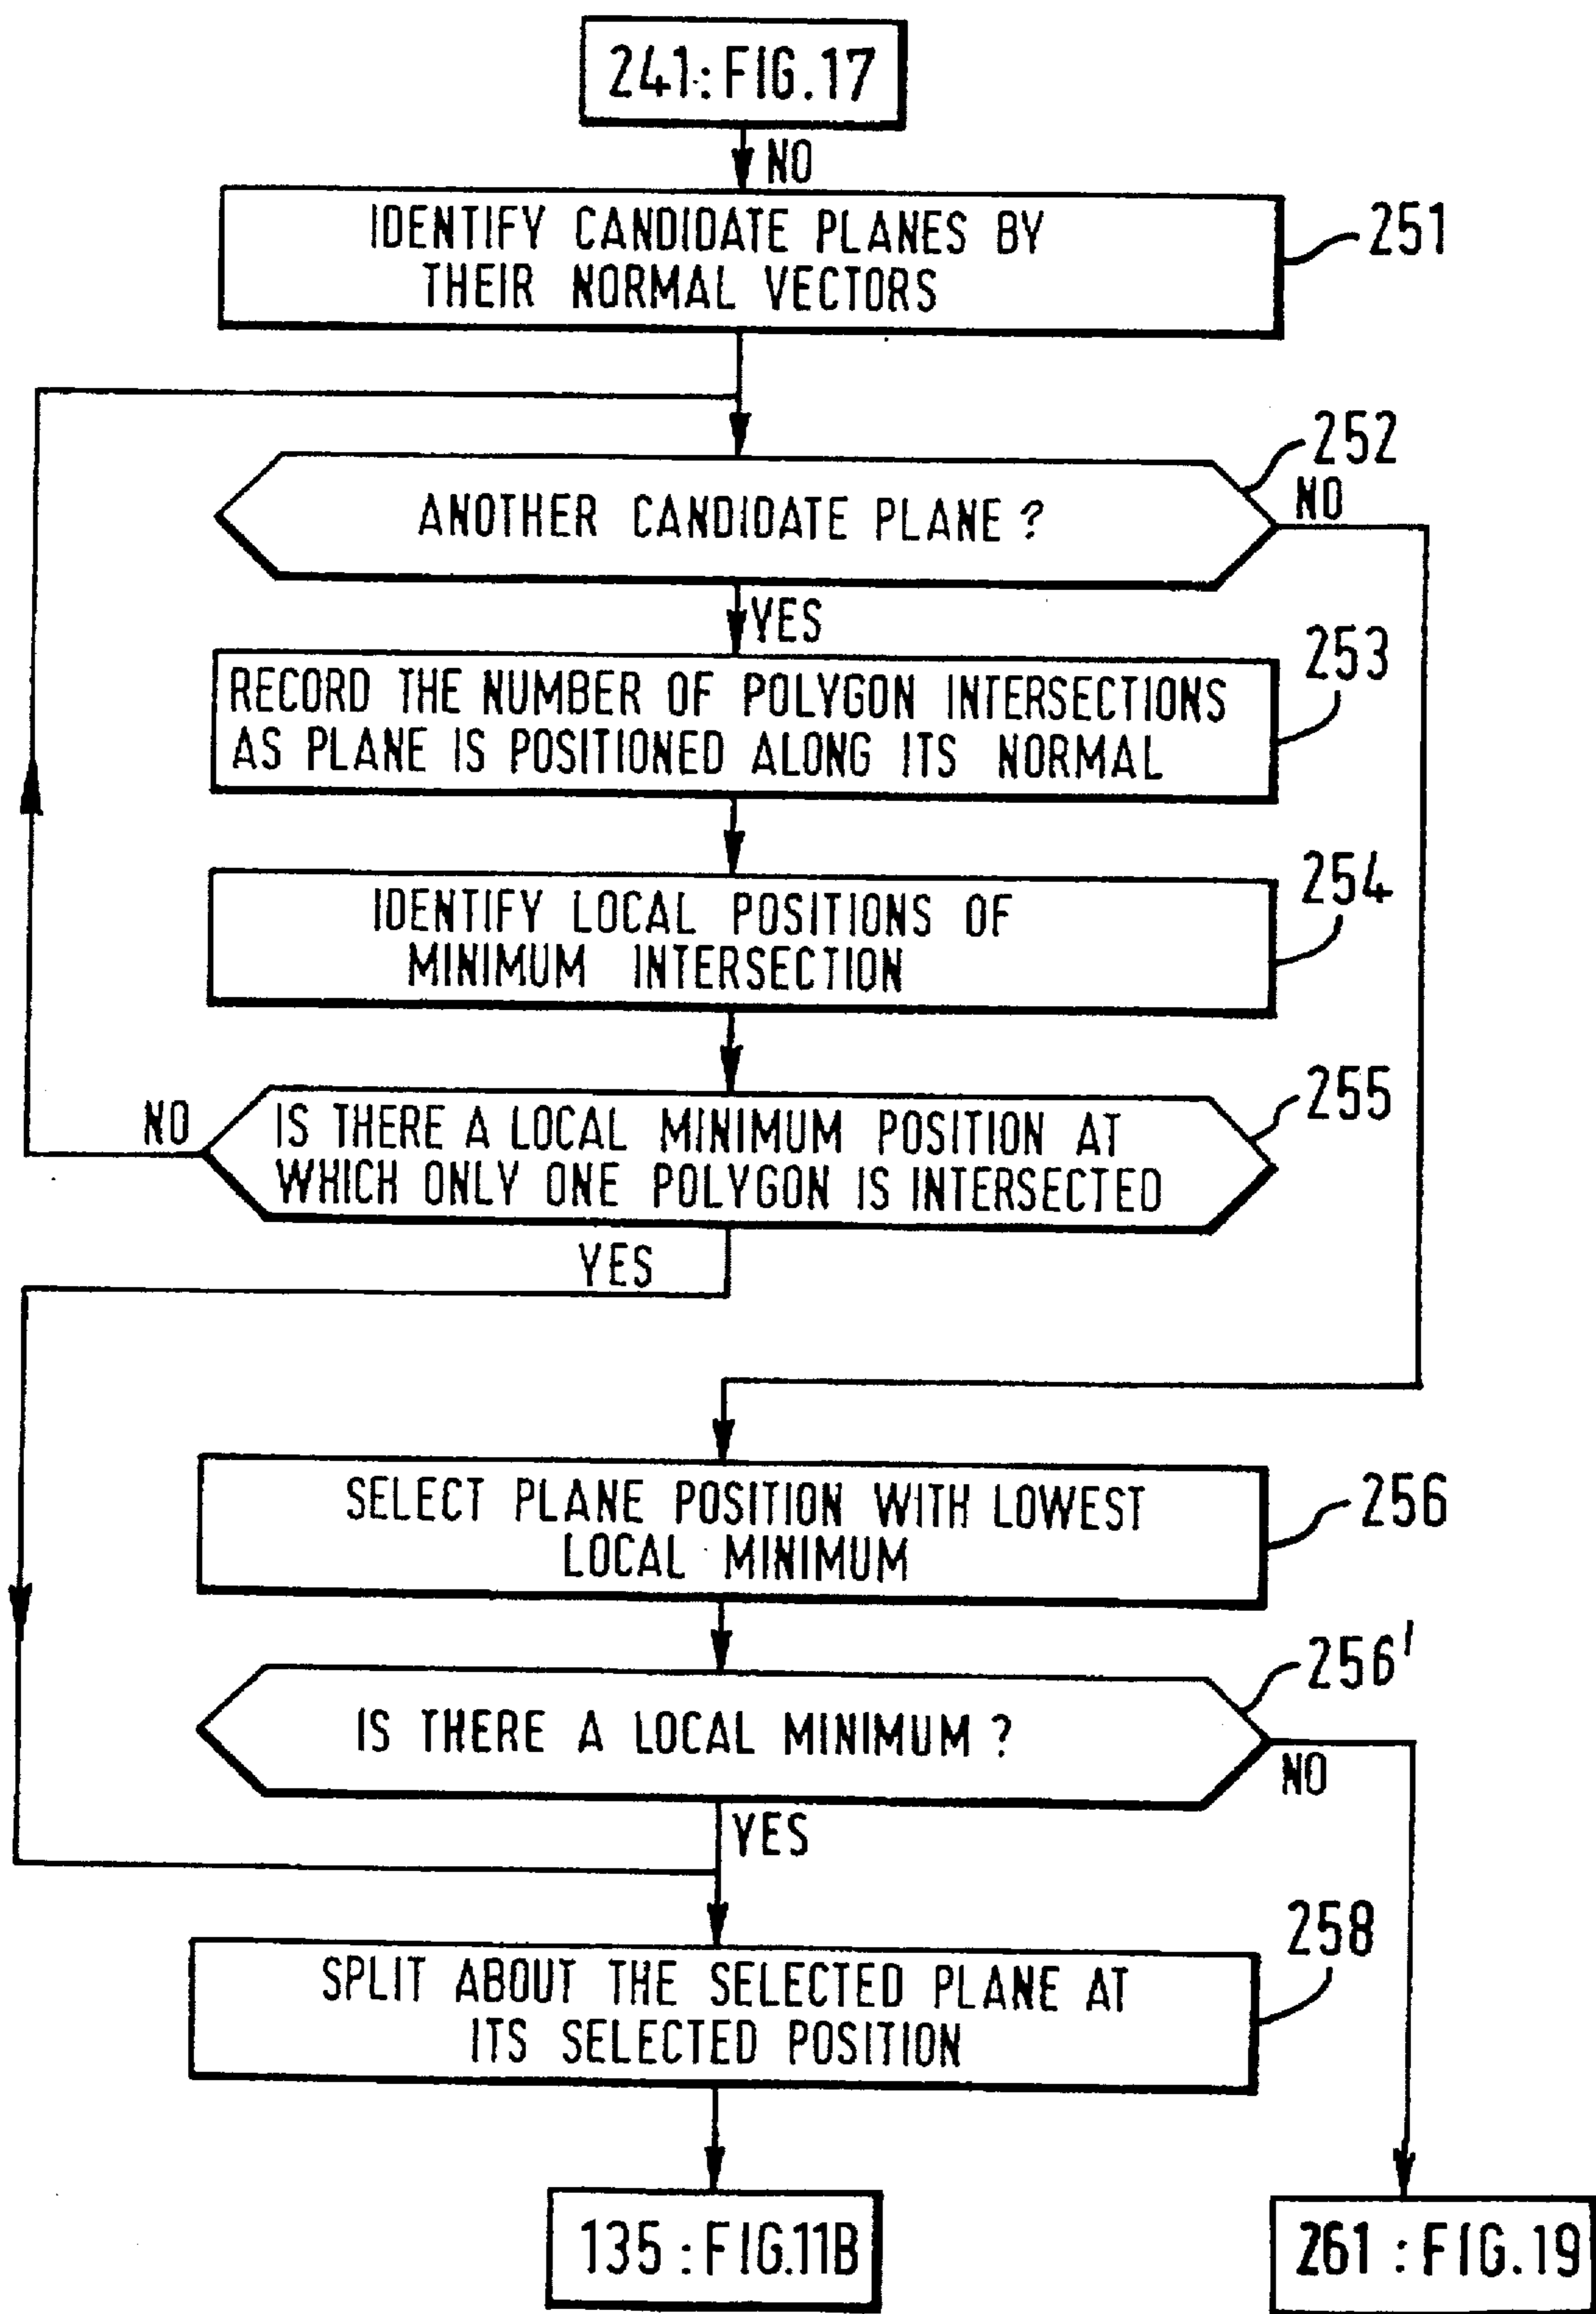 241: FIG.17
NO
IDENTIFY CANDIDATE PLANES BY
THEIR NORMAL VECTORS
251
252
ANOTHER CANDIDATE PLANE ?
NO
YES
253
RECORD THE NUMBER OF POLYGON INTERSECTIONS
AS PLANE IS POSITIONED ALONG ITS NORMAL
254
IDENTIFY LOCAL POSITIONS OF
MINIMUM INTERSECTION
255
NO
IS THERE A LOCAL MINIMUM POSITION AT
WHICH ONLY ONE POLYGON IS INTERSECTED
YES
SELECT PLANE POSITION WITH LOWEST
LOCAL MINIMUM
256
256'
IS THERE A LOCAL MINIMUM ?
NO
YES
258
SPLIT ABOUT THE SELECTED PLANE AT
ITS SELECTED POSITION
135 : FIG.11B
261 : FIG.19